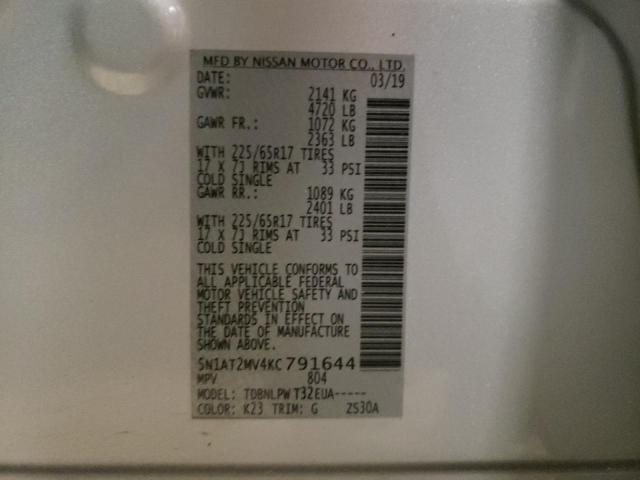 MFD BY NISSAN MOTOR CO., LTD.
DATE: 03/19
GVWR: 2141 KG
4720 LB
GAWR FR.: 1072 KG
2363 LB
WITH 225/65R17 TIRES
17 X 7J RIMS AT 33 PSI
COLD SINGLE
GAWR RR.: 1089 KG
2401 LB
WITH 225/65R17 TIRES
17 X 7J RIMS AT 33 PSI
COLD SINGLE
THIS VEHICLE CONFORMS TO
ALL APPLICABLE FEDERAL
MOTOR VEHICLE SAFETY AND
THEFT PREVENTION
STANDARDS IN EFFECT ON
THE DATE OF MANUFACTURE
SHOWN ABOVE.
5N1AT2MV4KC791644
MPV 804
MODEL: TDBNLPW T32EUA-----
COLOR: K23 TRIM: G ZS30A